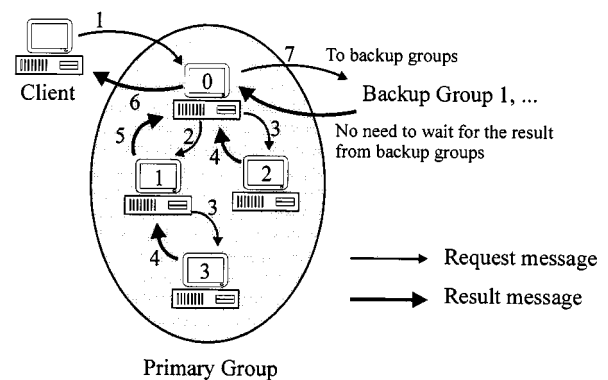 1
7
To backup groups
0
Client
6
Backup Group 1, ...
5
2
3
No need to wait for the result
from backup groups
4
1
2
3
4
3
Request message
Result message
Primary Group